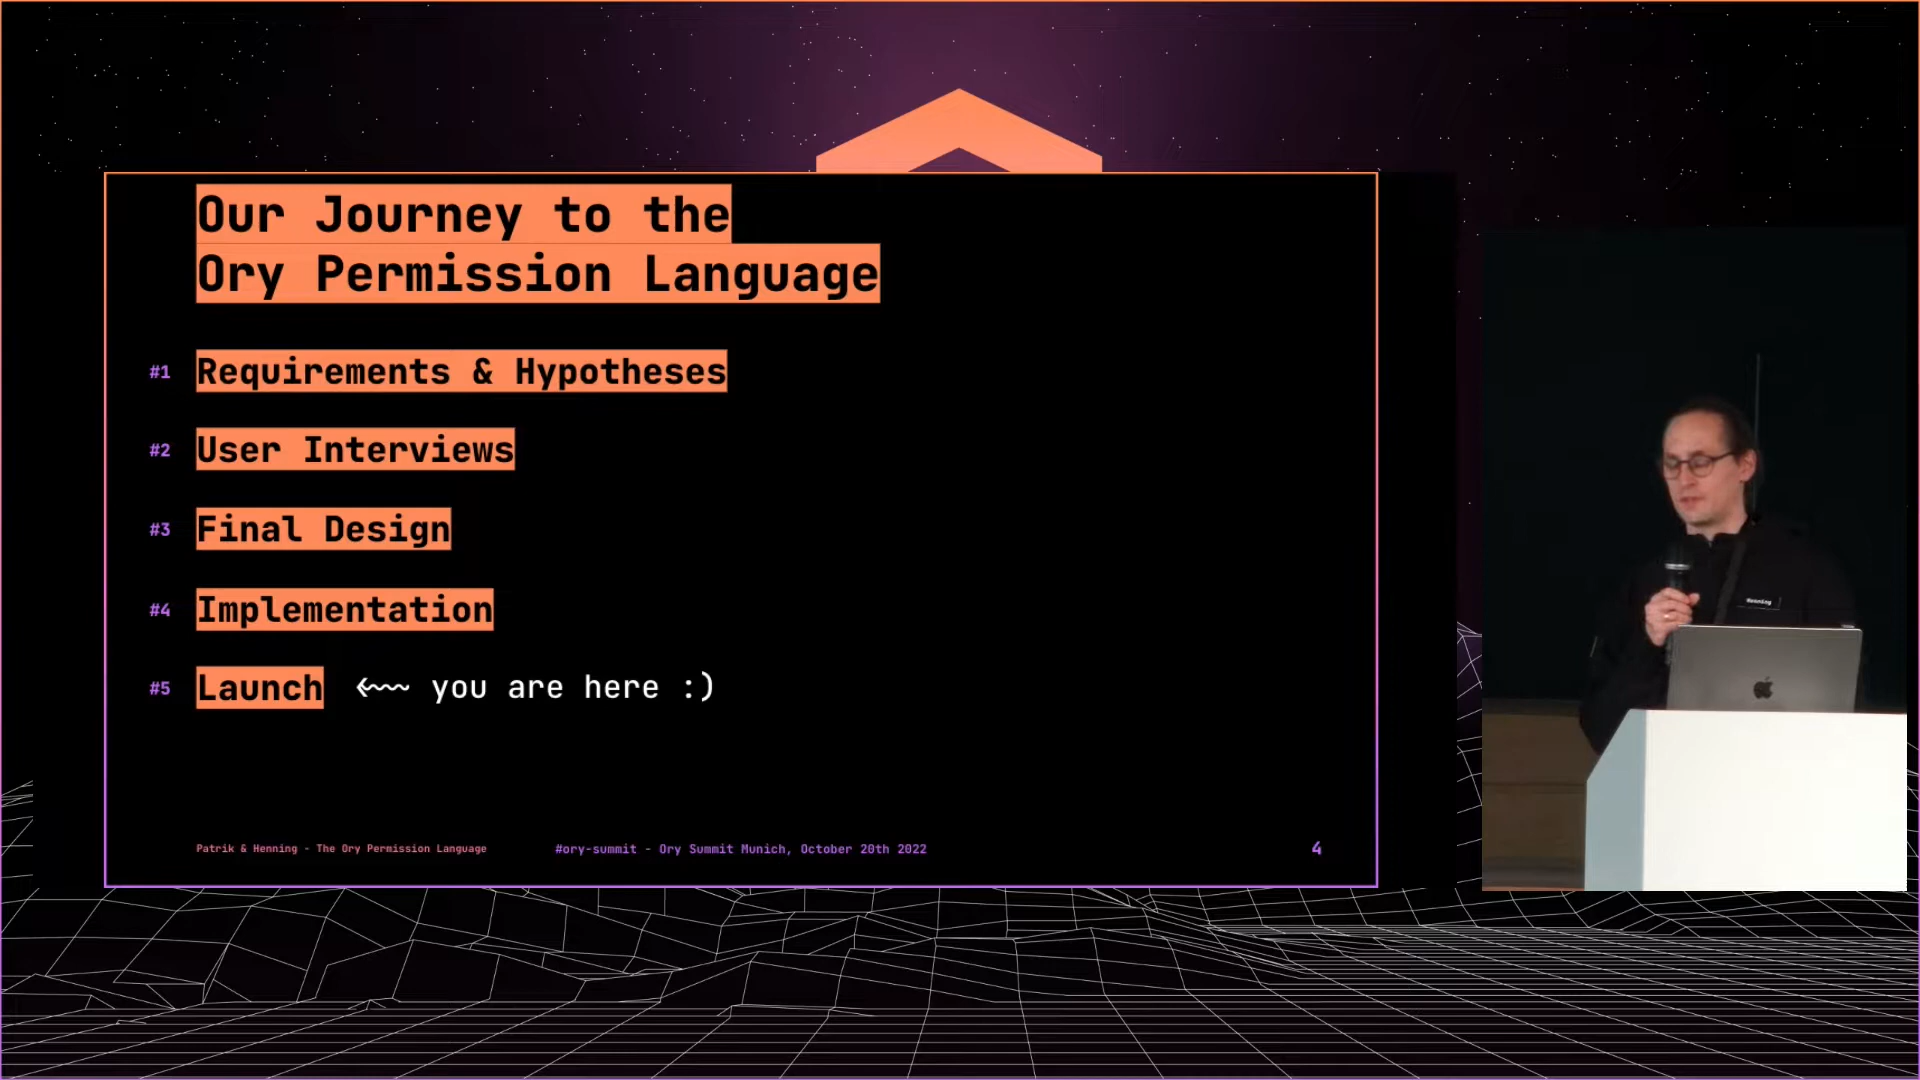 Our Journey to the
Ory Permission Language
#1 Requirements & Hypotheses
#2 User Interviews
#3 Final Design
#4 Implementation
#5 Launch <~~~ you are here :)
Patrik & Henning - The Ory Permission Language #ory-summit - Ory Summit Munich, October 20th 2022 4
Henning